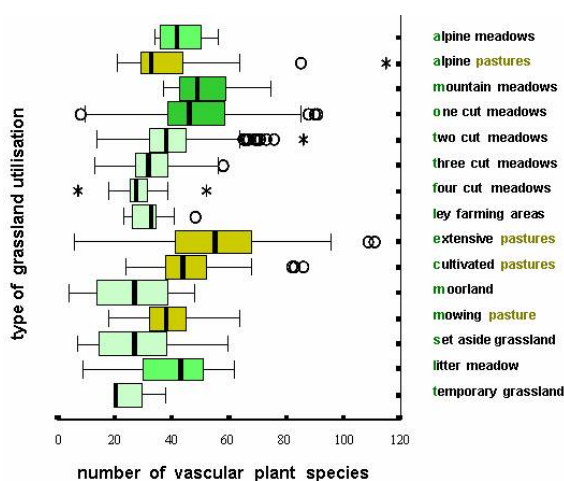 type of grassland utilisation
alpine meadows
alpine pastures
mountain meadows
one cut meadows
two cut meadows
three cut meadows
four cut meadows
ley farming areas
extensive pastures
cultivated pastures
moorland
mowing pasture
set aside grassland
litter meadow
temporary grassland
0 20 40 60 80 100 120
number of vascular plant species